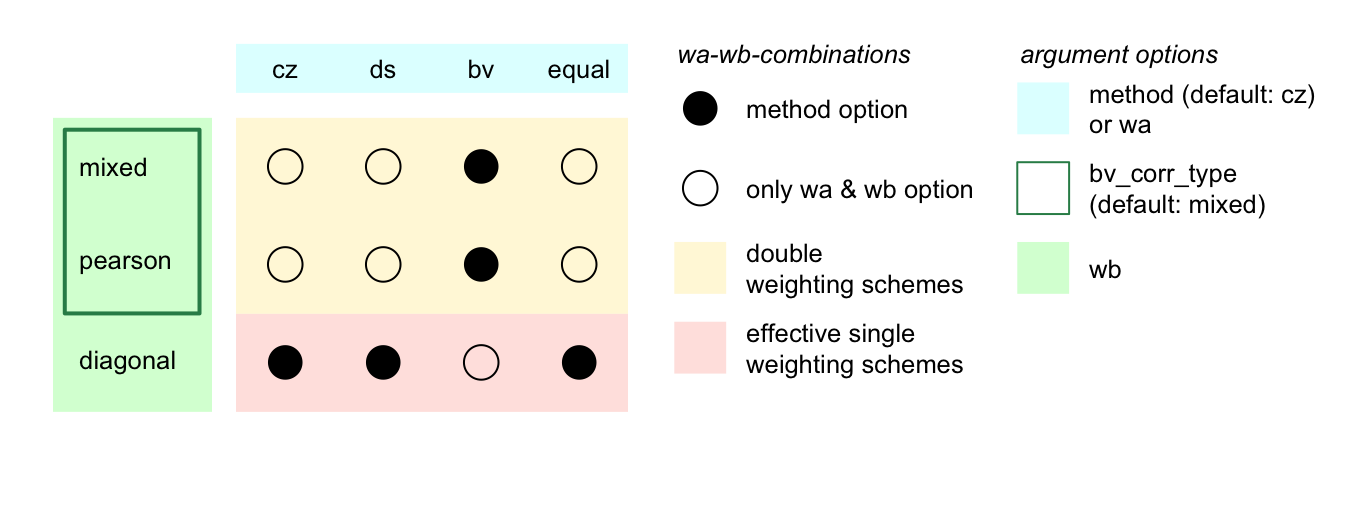 cz ds bv equal
mixed
pearson
diagonal
wa-wb-combinations
method option
only wa & wb option
double
weighting schemes
effective single
weighting schemes
argument options
method (default: cz)
or wa
bv_corr_type
(default: mixed)
wb